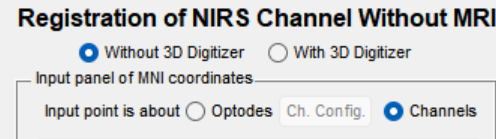 Registration of NIRS Channel Without MRI
Without 3D Digitizer With 3D Digitizer
Input panel of MNI coordinates
Input point is about Optodes Ch. Config. Channels